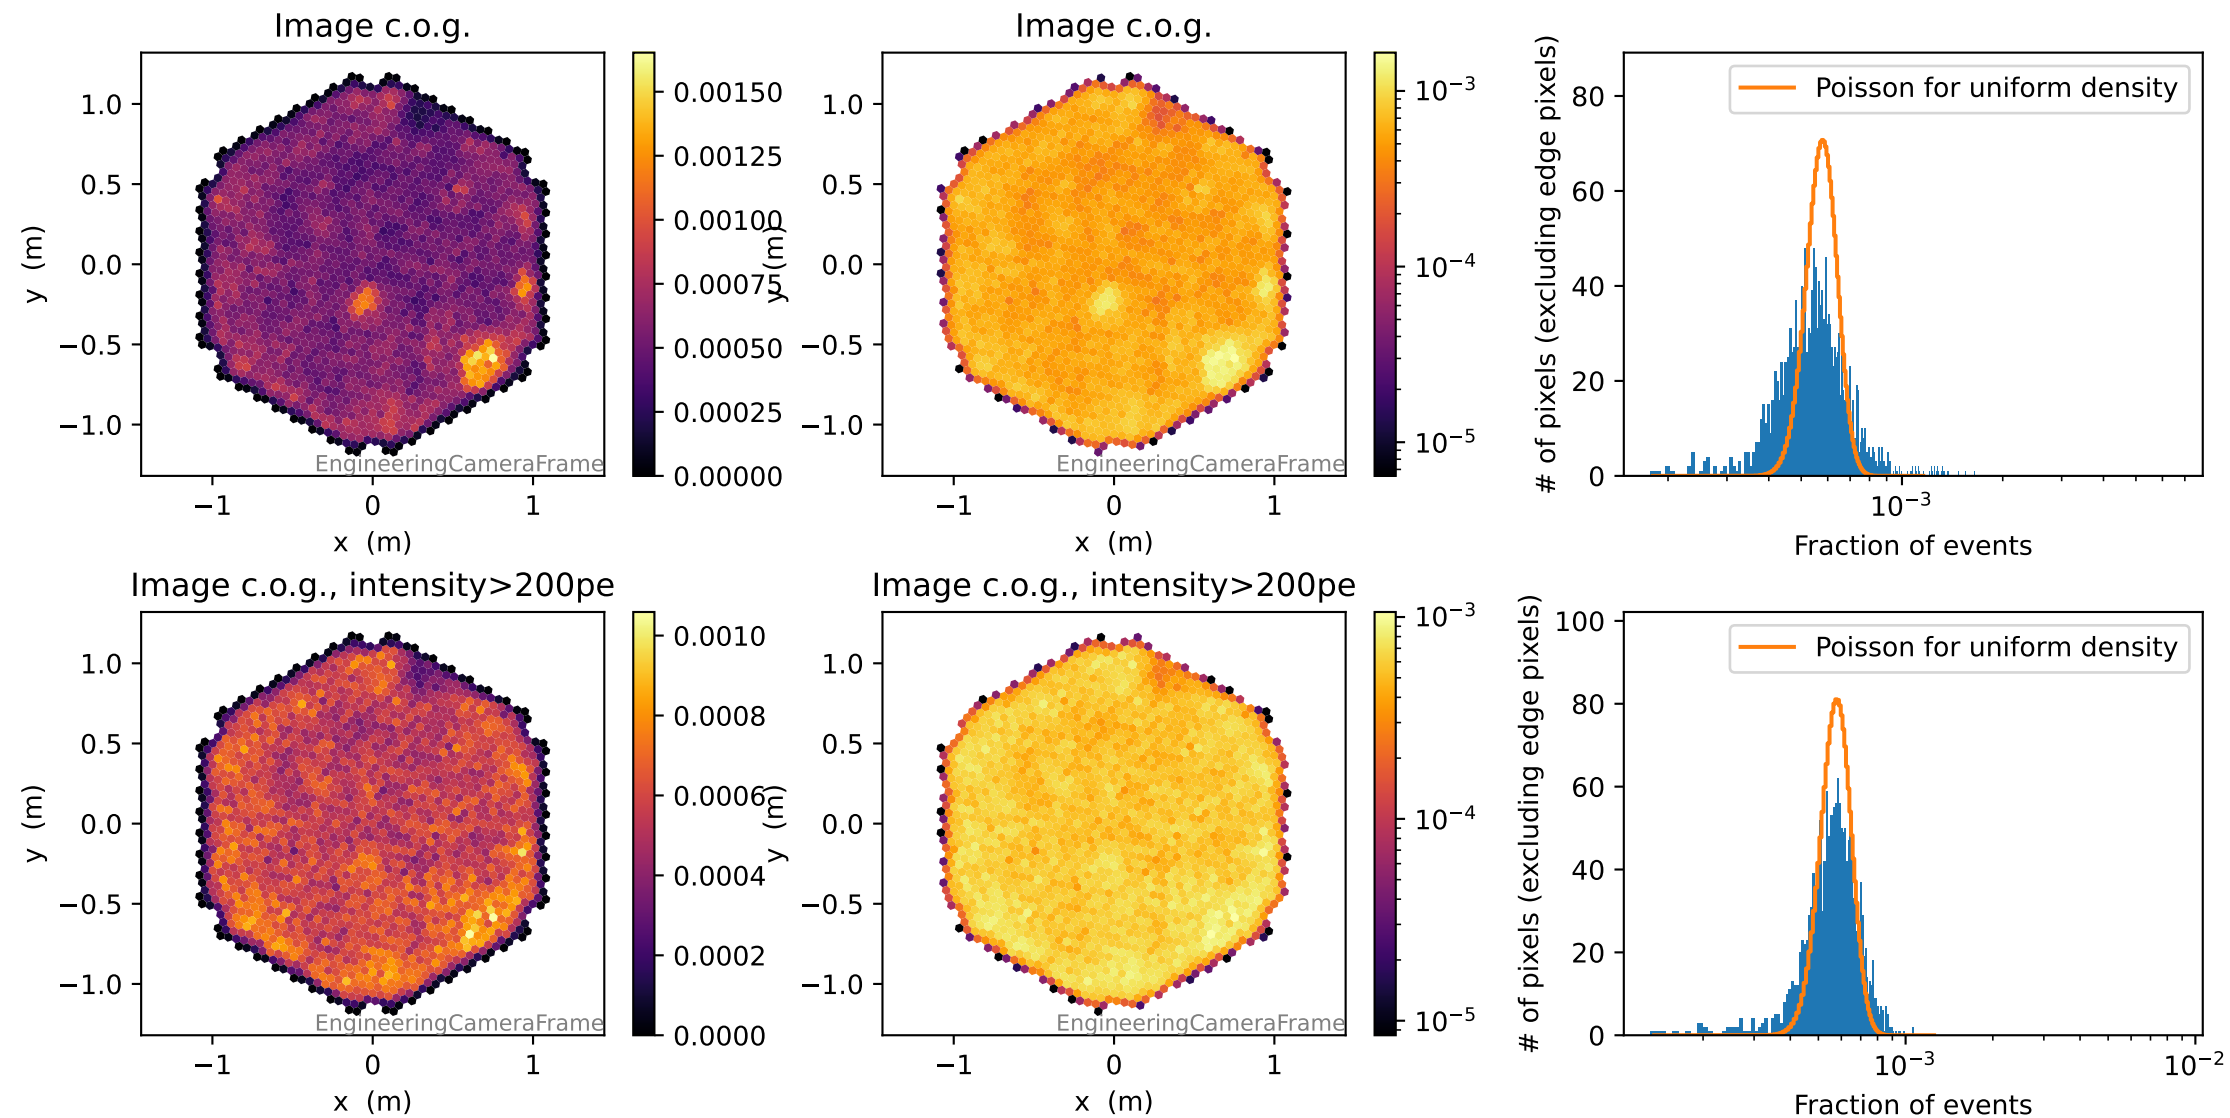 Image c.o.g.
y (m)
1.0
0.5
0.0
−0.5
−1.0
−1
0
1
x (m)
EngineeringCameraFrame
0.00150
0.00125
0.00100
0.00075
0.00050
0.00025
0.00000
Image c.o.g.
y (m)
1.0
0.5
0.0
−0.5
−1.0
−1
0
1
x (m)
EngineeringCameraFrame
10⁻³
10⁻⁴
10⁻⁵
# of pixels (excluding edge pixels)
80
60
40
20
0
Poisson for uniform density
10⁻³
Fraction of events
Image c.o.g., intensity>200pe
y (m)
1.0
0.5
0.0
−0.5
−1.0
−1
0
1
x (m)
EngineeringCameraFrame
0.0010
0.0008
0.0006
0.0004
0.0002
0.0000
Image c.o.g., intensity>200pe
y (m)
1.0
0.5
0.0
−0.5
−1.0
−1
0
1
x (m)
EngineeringCameraFrame
10⁻³
10⁻⁴
10⁻⁵
# of pixels (excluding edge pixels)
100
80
60
40
20
0
Poisson for uniform density
10⁻³
10⁻²
Fraction of events